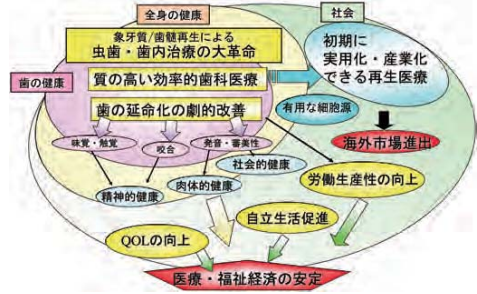 全身の健康
社会
象牙質/歯髄再生による
虫歯・歯内治療の大革命
初期に
実用化・産業化
できる再生医療
歯の健康
質の高い効率的歯科医療
有用な細胞源
歯の延命化の劇的改善
海外市場進出
味覚・触覚
咬合
発音・審美性
社会的健康
労働生産性の向上
精神的健康
肉体的健康
自立生活促進
QOLの向上
医療・福祉経済の安定